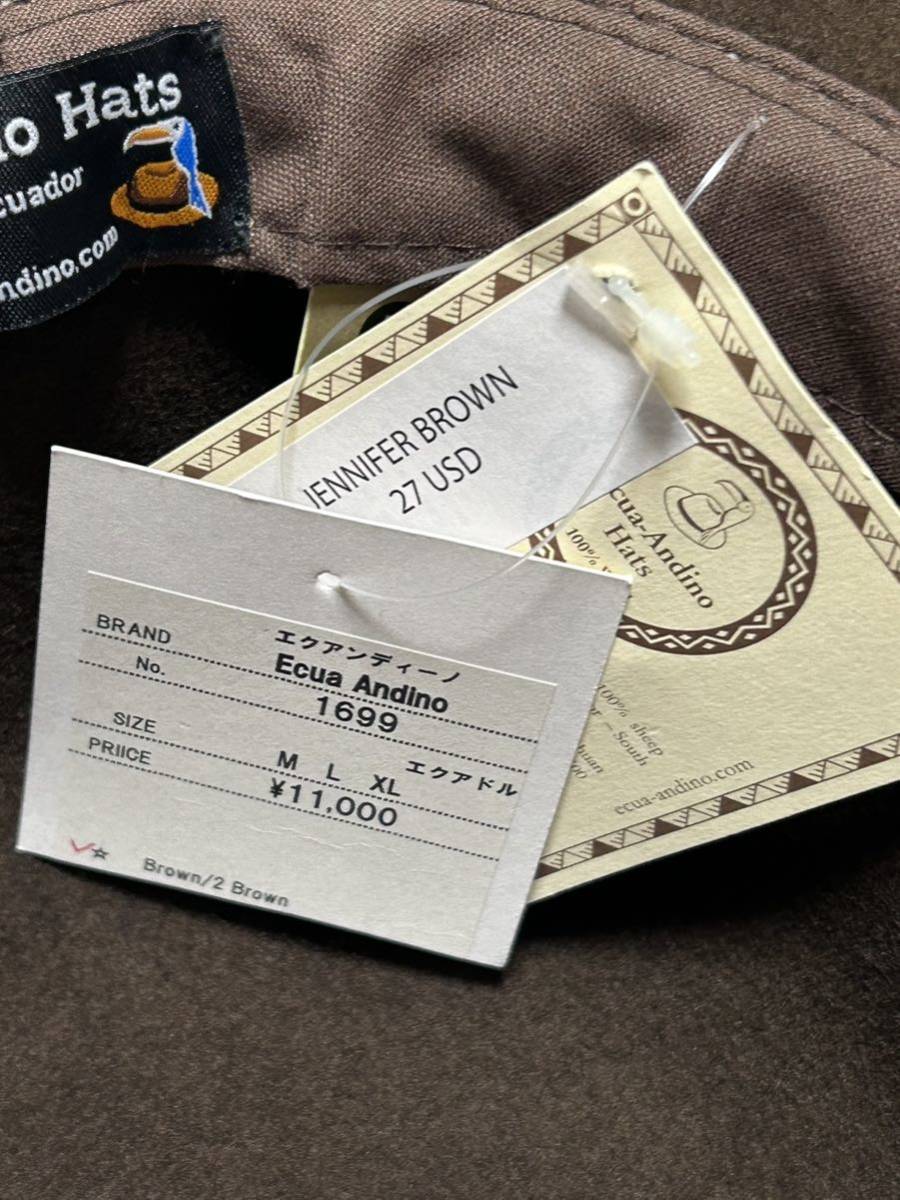 Hats
ndino.com
JENNIFER BROWN
27 USD
cua-Andino
Hats
100%
100% sheep
South
ecua-andino.com
BRAND エクアンディーノ
Ecua Andino
No. 1699
エクアドル
SIZE M L XL
PRIICE ¥11,000
☆ Brown/2 Brown